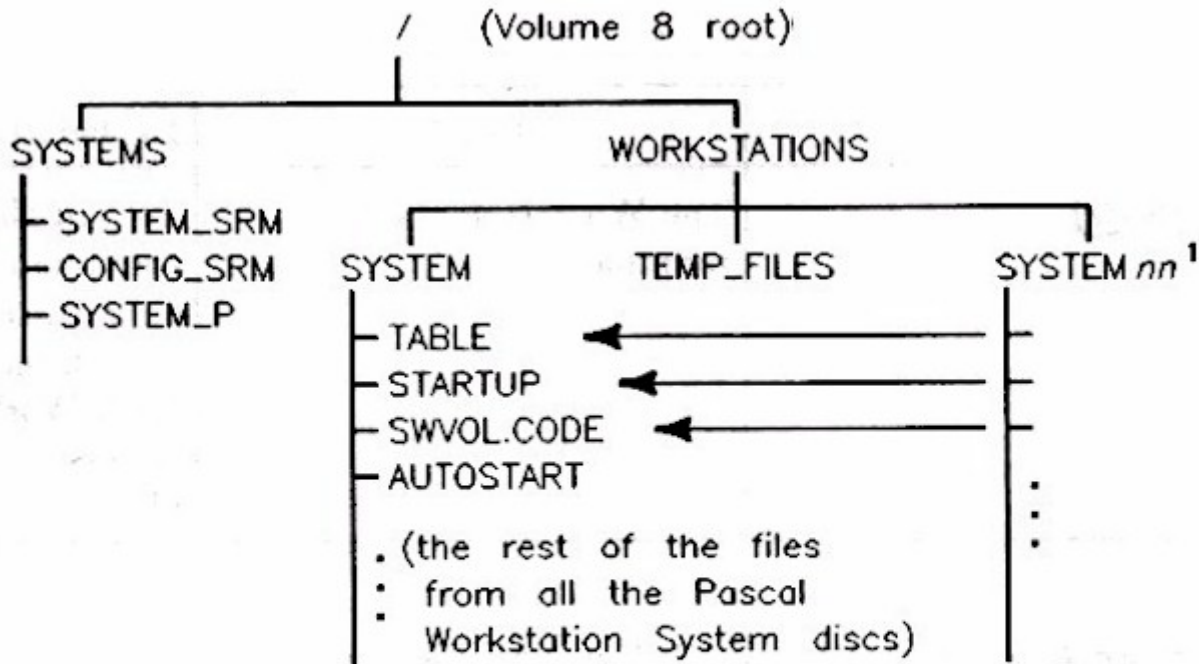 / (Volume 8 root)
SYSTEMS WORKSTATIONS
SYSTEM_SRM
CONFIG_SRM
SYSTEM_P
SYSTEM TEMP_FILES SYSTEM nn¹
TABLE
STARTUP
SWVOL.CODE
AUTOSTART
(the rest of the files
from all the Pascal
Workstation System discs)